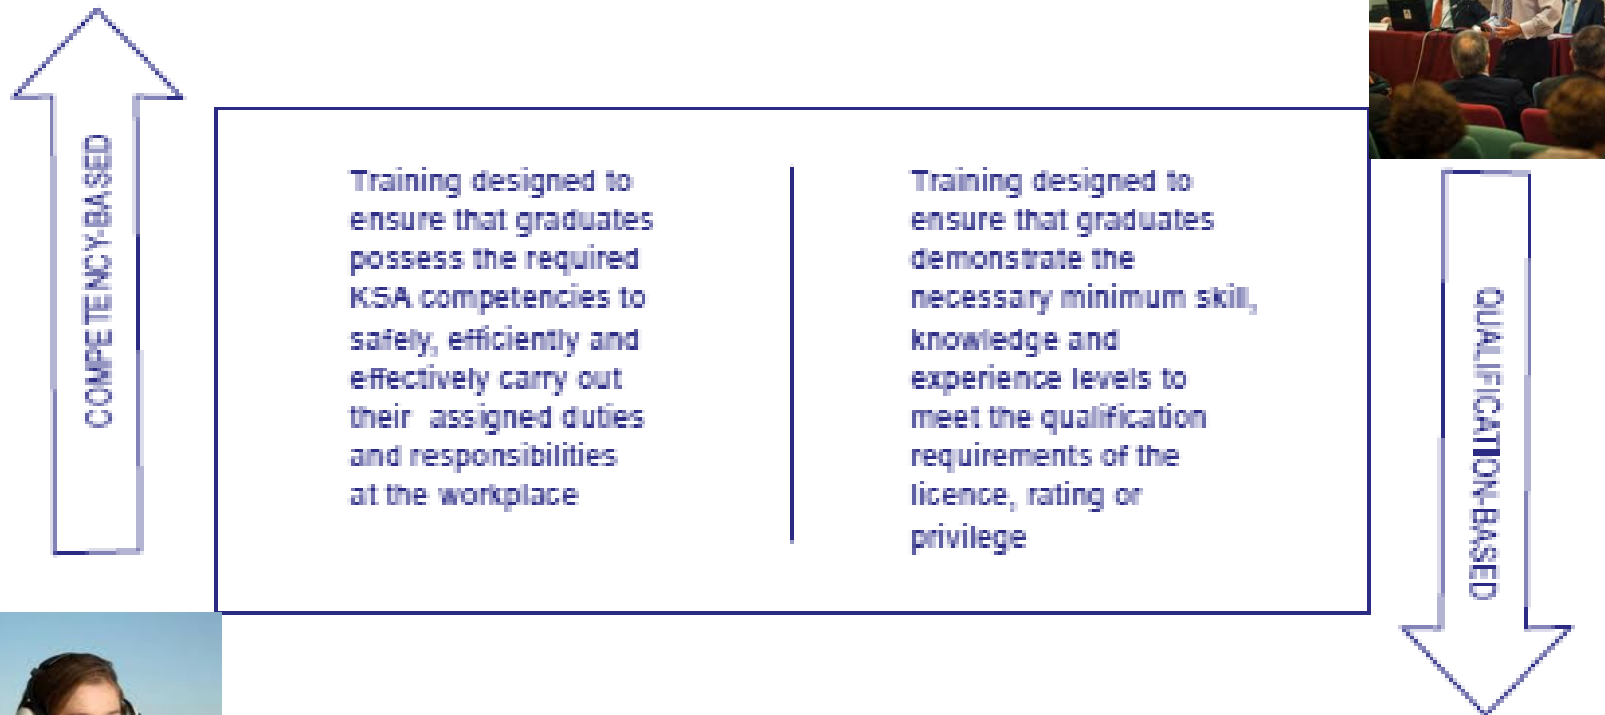 COMPETENCY-BASED
Training designed to
ensure that graduates
possess the required
KSA competencies to
safely, efficiently and
effectively carry out
their assigned duties
and responsibilities
at the workplace
Training designed to
ensure that graduates
demonstrate the
necessary minimum skill,
knowledge and
experience levels to
meet the qualification
requirements of the
licence, rating or
privilege
QUALIFICATION-BASED